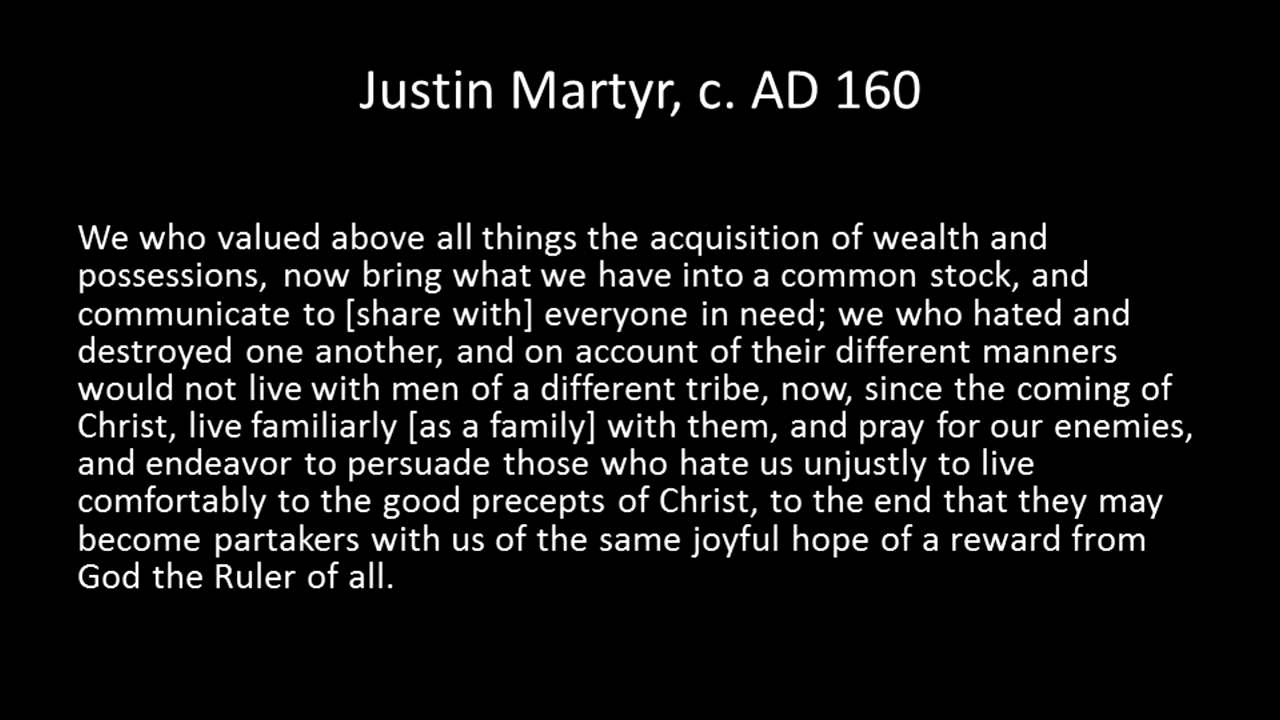 Justin Martyr, c. AD 160
We who valued above all things the acquisition of wealth and
possessions, now bring what we have into a common stock, and
communicate to [share with] everyone in need; we who hated and
destroyed one another, and on account of their different manners
would not live with men of a different tribe, now, since the coming of
Christ, live familiarly [as a family] with them, and pray for our enemies,
and endeavor to persuade those who hate us unjustly to live
comfortably to the good precepts of Christ, to the end that they may
become partakers with us of the same joyful hope of a reward from
God the Ruler of all.